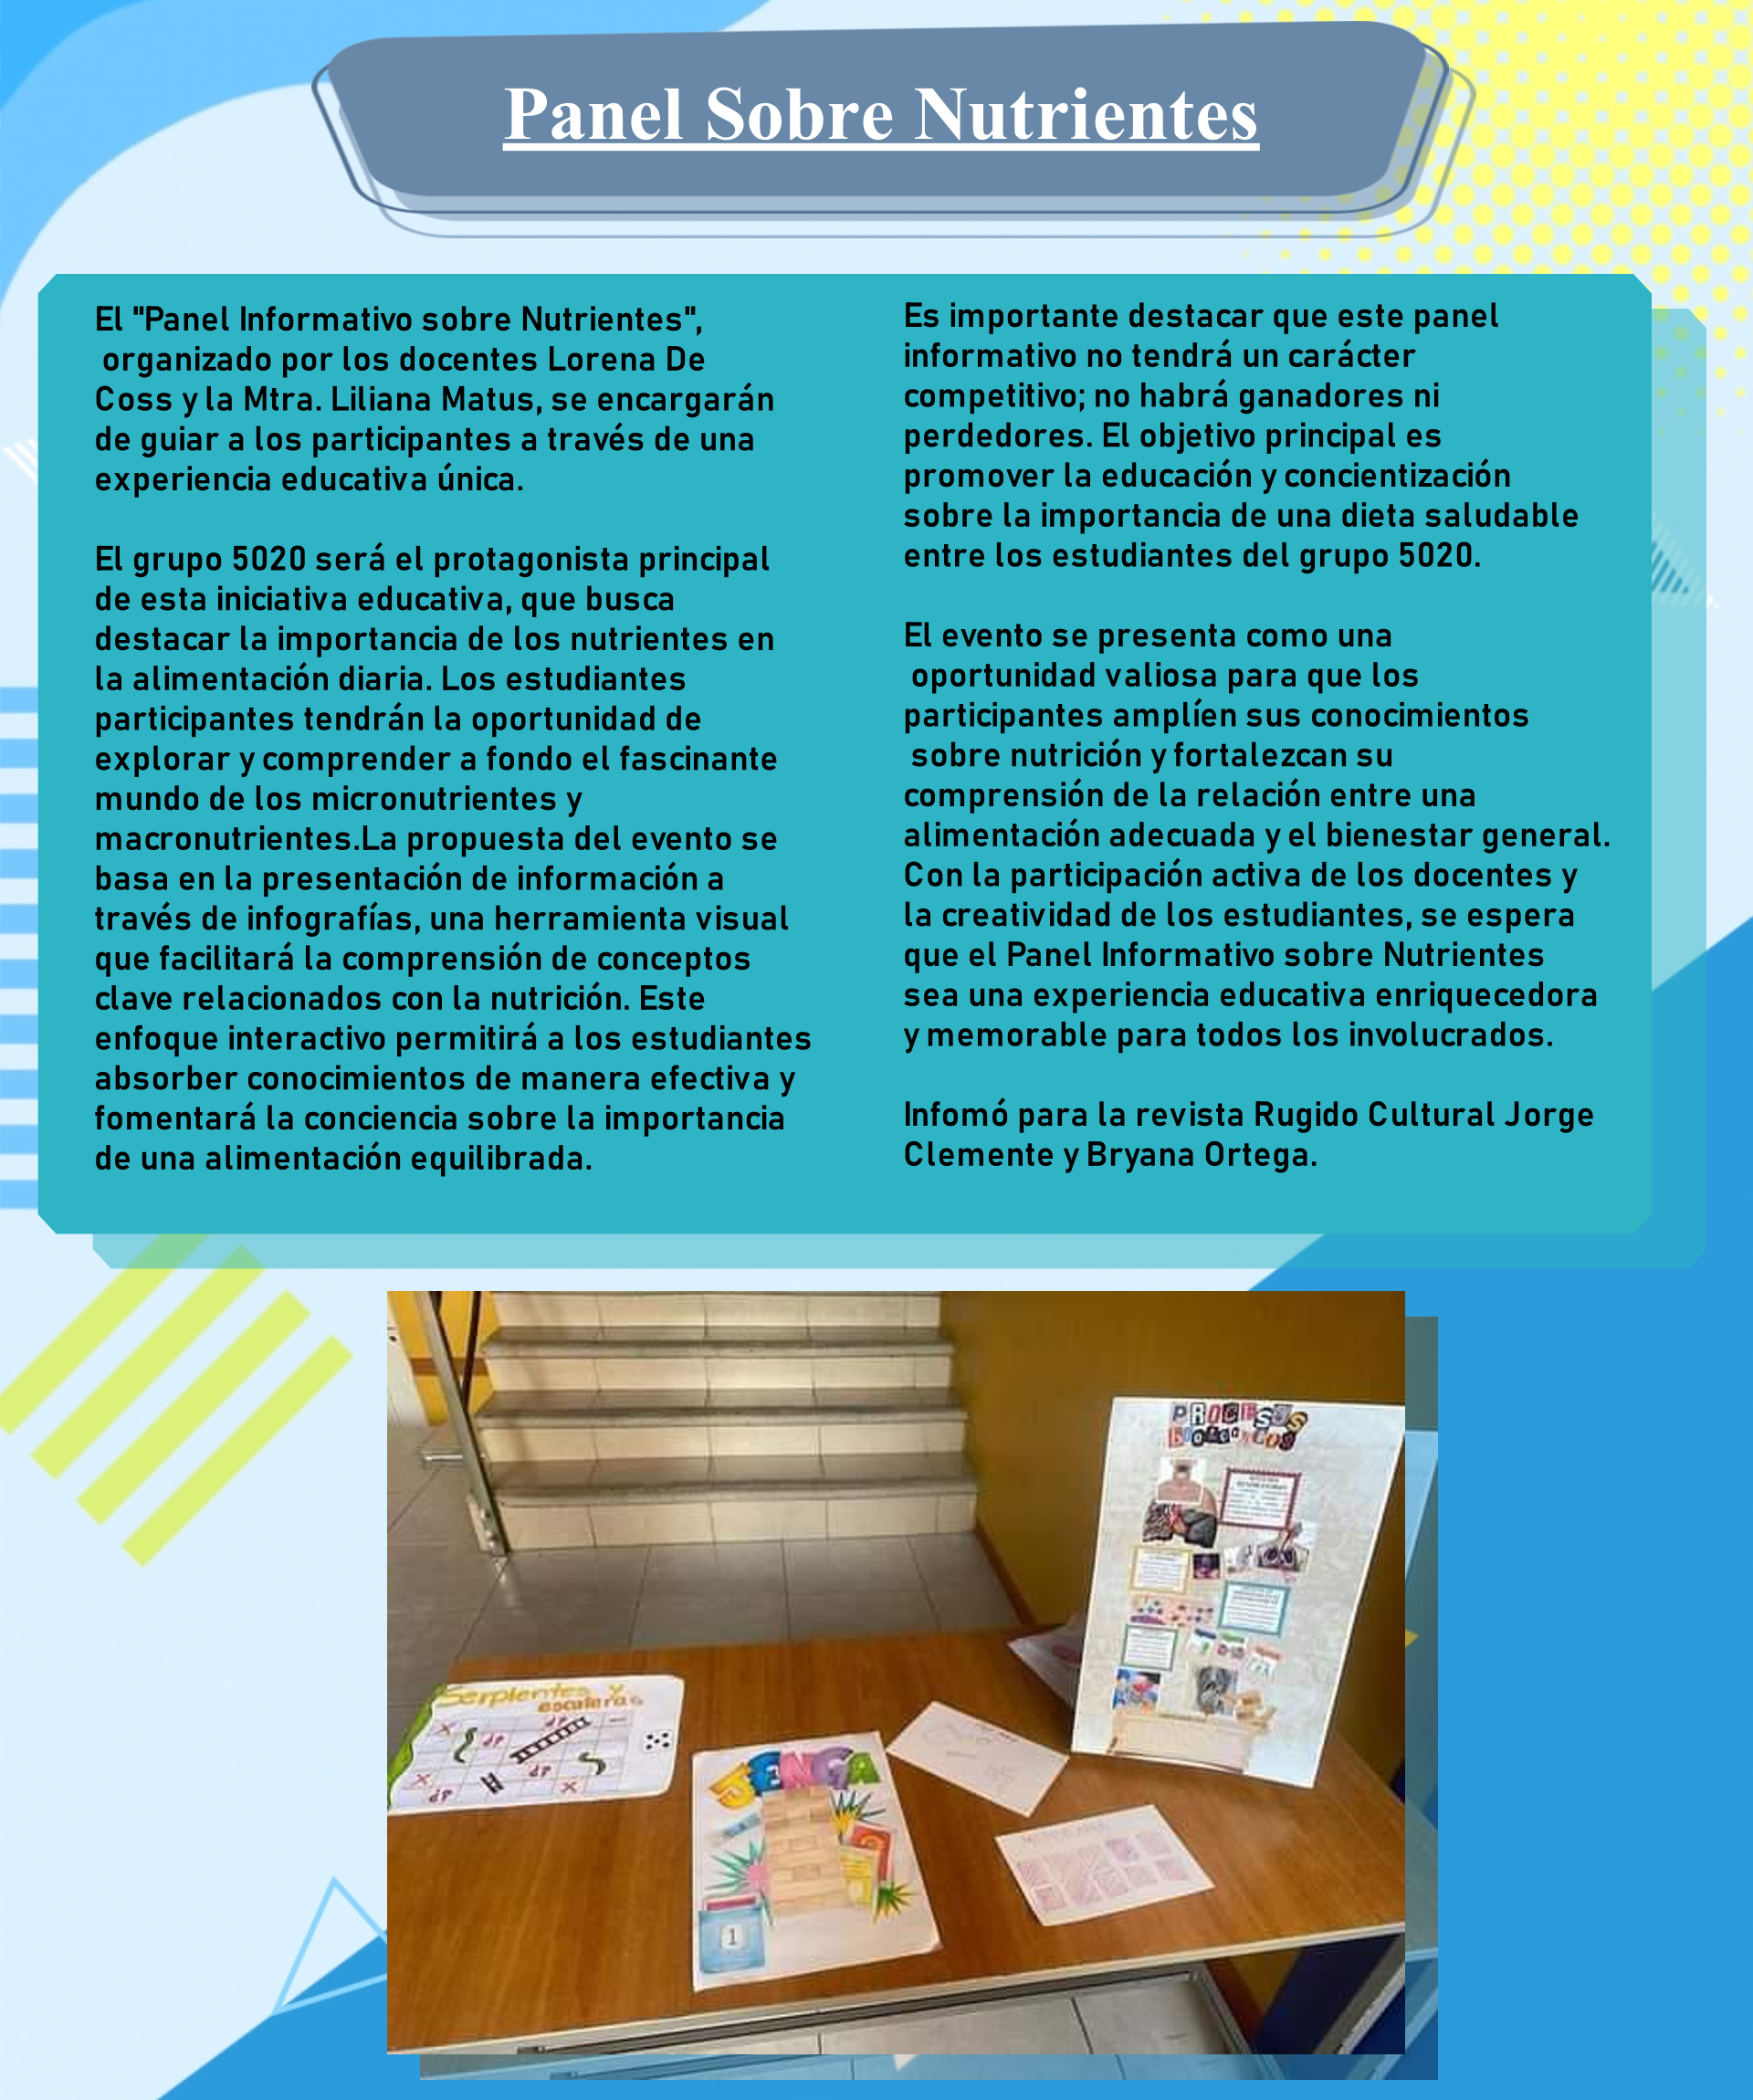 Panel Sobre Nutrientes
El "Panel Informativo sobre Nutrientes",
organizado por los docentes Lorena De
Coss y la Mtra. Liliana Matus, se encargarán
de guiar a los participantes a través de una
experiencia educativa única.
El grupo 5020 será el protagonista principal
de esta iniciativa educativa, que busca
destacar la importancia de los nutrientes en
la alimentación diaria. Los estudiantes
participantes tendrán la oportunidad de
explorar y comprender a fondo el fascinante
mundo de los micronutrientes y
macronutrientes.La propuesta del evento se
basa en la presentación de información a
través de infografías, una herramienta visual
que facilitará la comprensión de conceptos
clave relacionados con la nutrición. Este
enfoque interactivo permitirá a los estudiantes
absorber conocimientos de manera efectiva y
fomentará la conciencia sobre la importancia
de una alimentación equilibrada.
Es importante destacar que este panel
informativo no tendrá un carácter
competitivo; no habrá ganadores ni
perdedores. El objetivo principal es
promover la educación y concientización
sobre la importancia de una dieta saludable
entre los estudiantes del grupo 5020.
El evento se presenta como una
oportunidad valiosa para que los
participantes amplíen sus conocimientos
sobre nutrición y fortalezcan su
comprensión de la relación entre una
alimentación adecuada y el bienestar general.
Con la participación activa de los docentes y
la creatividad de los estudiantes, se espera
que el Panel Informativo sobre Nutrientes
sea una experiencia educativa enriquecedora
y memorable para todos los involucrados.
Infomó para la revista Rugido Cultural Jorge
Clemente y Bryana Ortega.
PROCESOS
Serpientes y
escaleras
JENGA
1